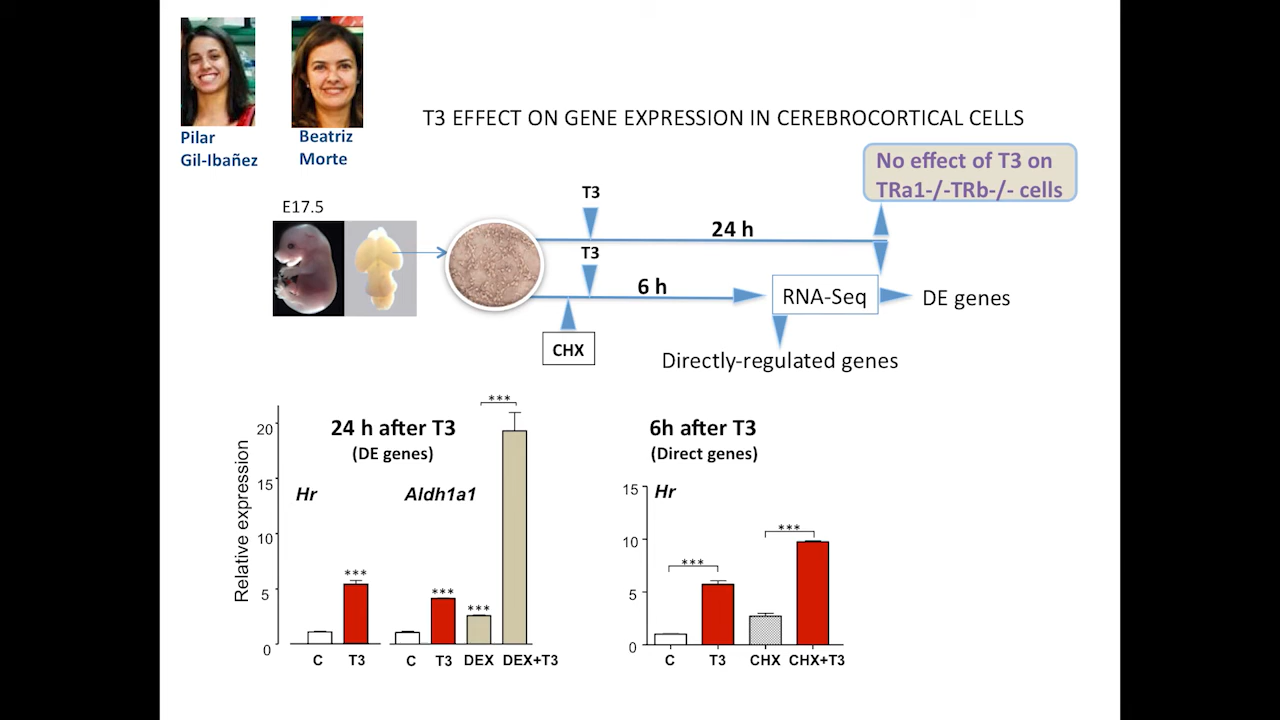 Pilar
Gil-Ibañez
Beatriz
Morte
T3 EFFECT ON GENE EXPRESSION IN CEREBROCORTICAL CELLS
No effect of T3 on
TRa1-/-TRb-/- cells
E17.5
T3
24 h
T3
6 h
RNA-Seq
DE genes
CHX
Directly-regulated genes
24 h after T3
(DE genes)
Relative expression
20
15
10
5
0
Hr
Aldh1a1
***
***
***
***
C
T3
C
T3
DEX
DEX+T3
6h after T3
(Direct genes)
15
10
5
0
Hr
***
***
C
T3
CHX
CHX+T3